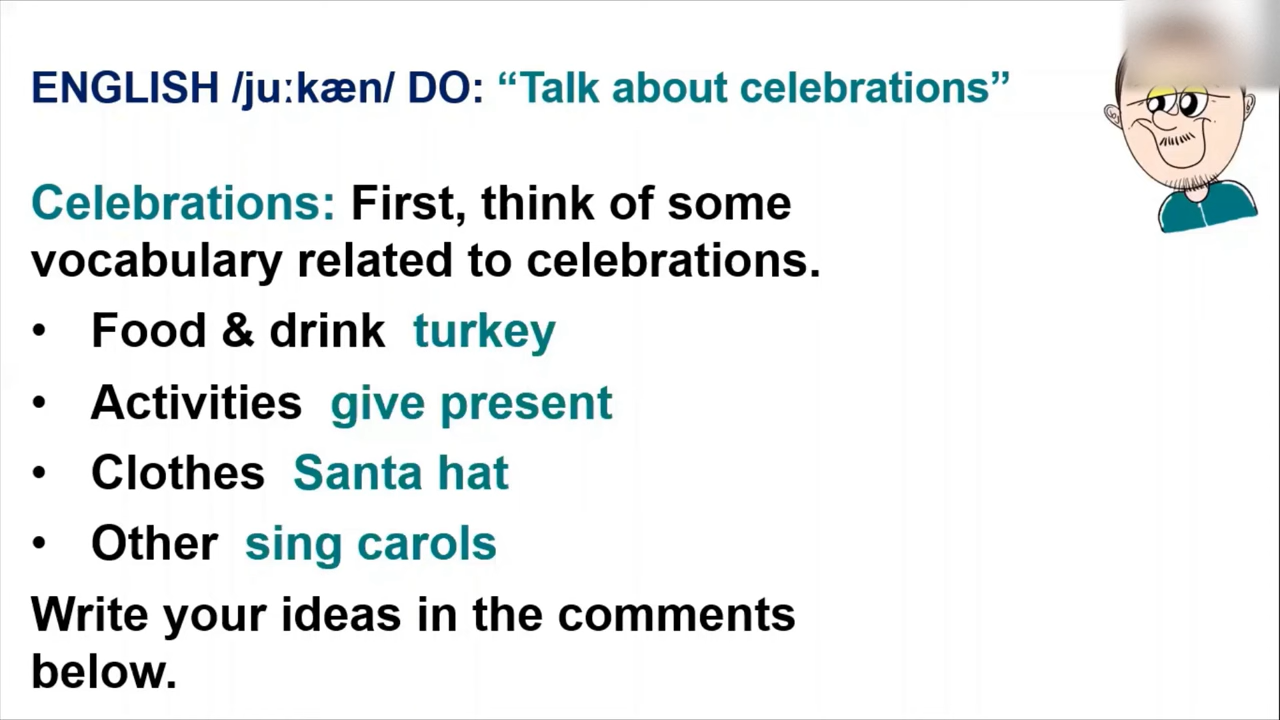 ENGLISH /juːkæn/ DO: “Talk about celebrations”
Celebrations: First, think of some
vocabulary related to celebrations.
• Food & drink turkey
• Activities give present
• Clothes Santa hat
• Other sing carols
Write your ideas in the comments
below.